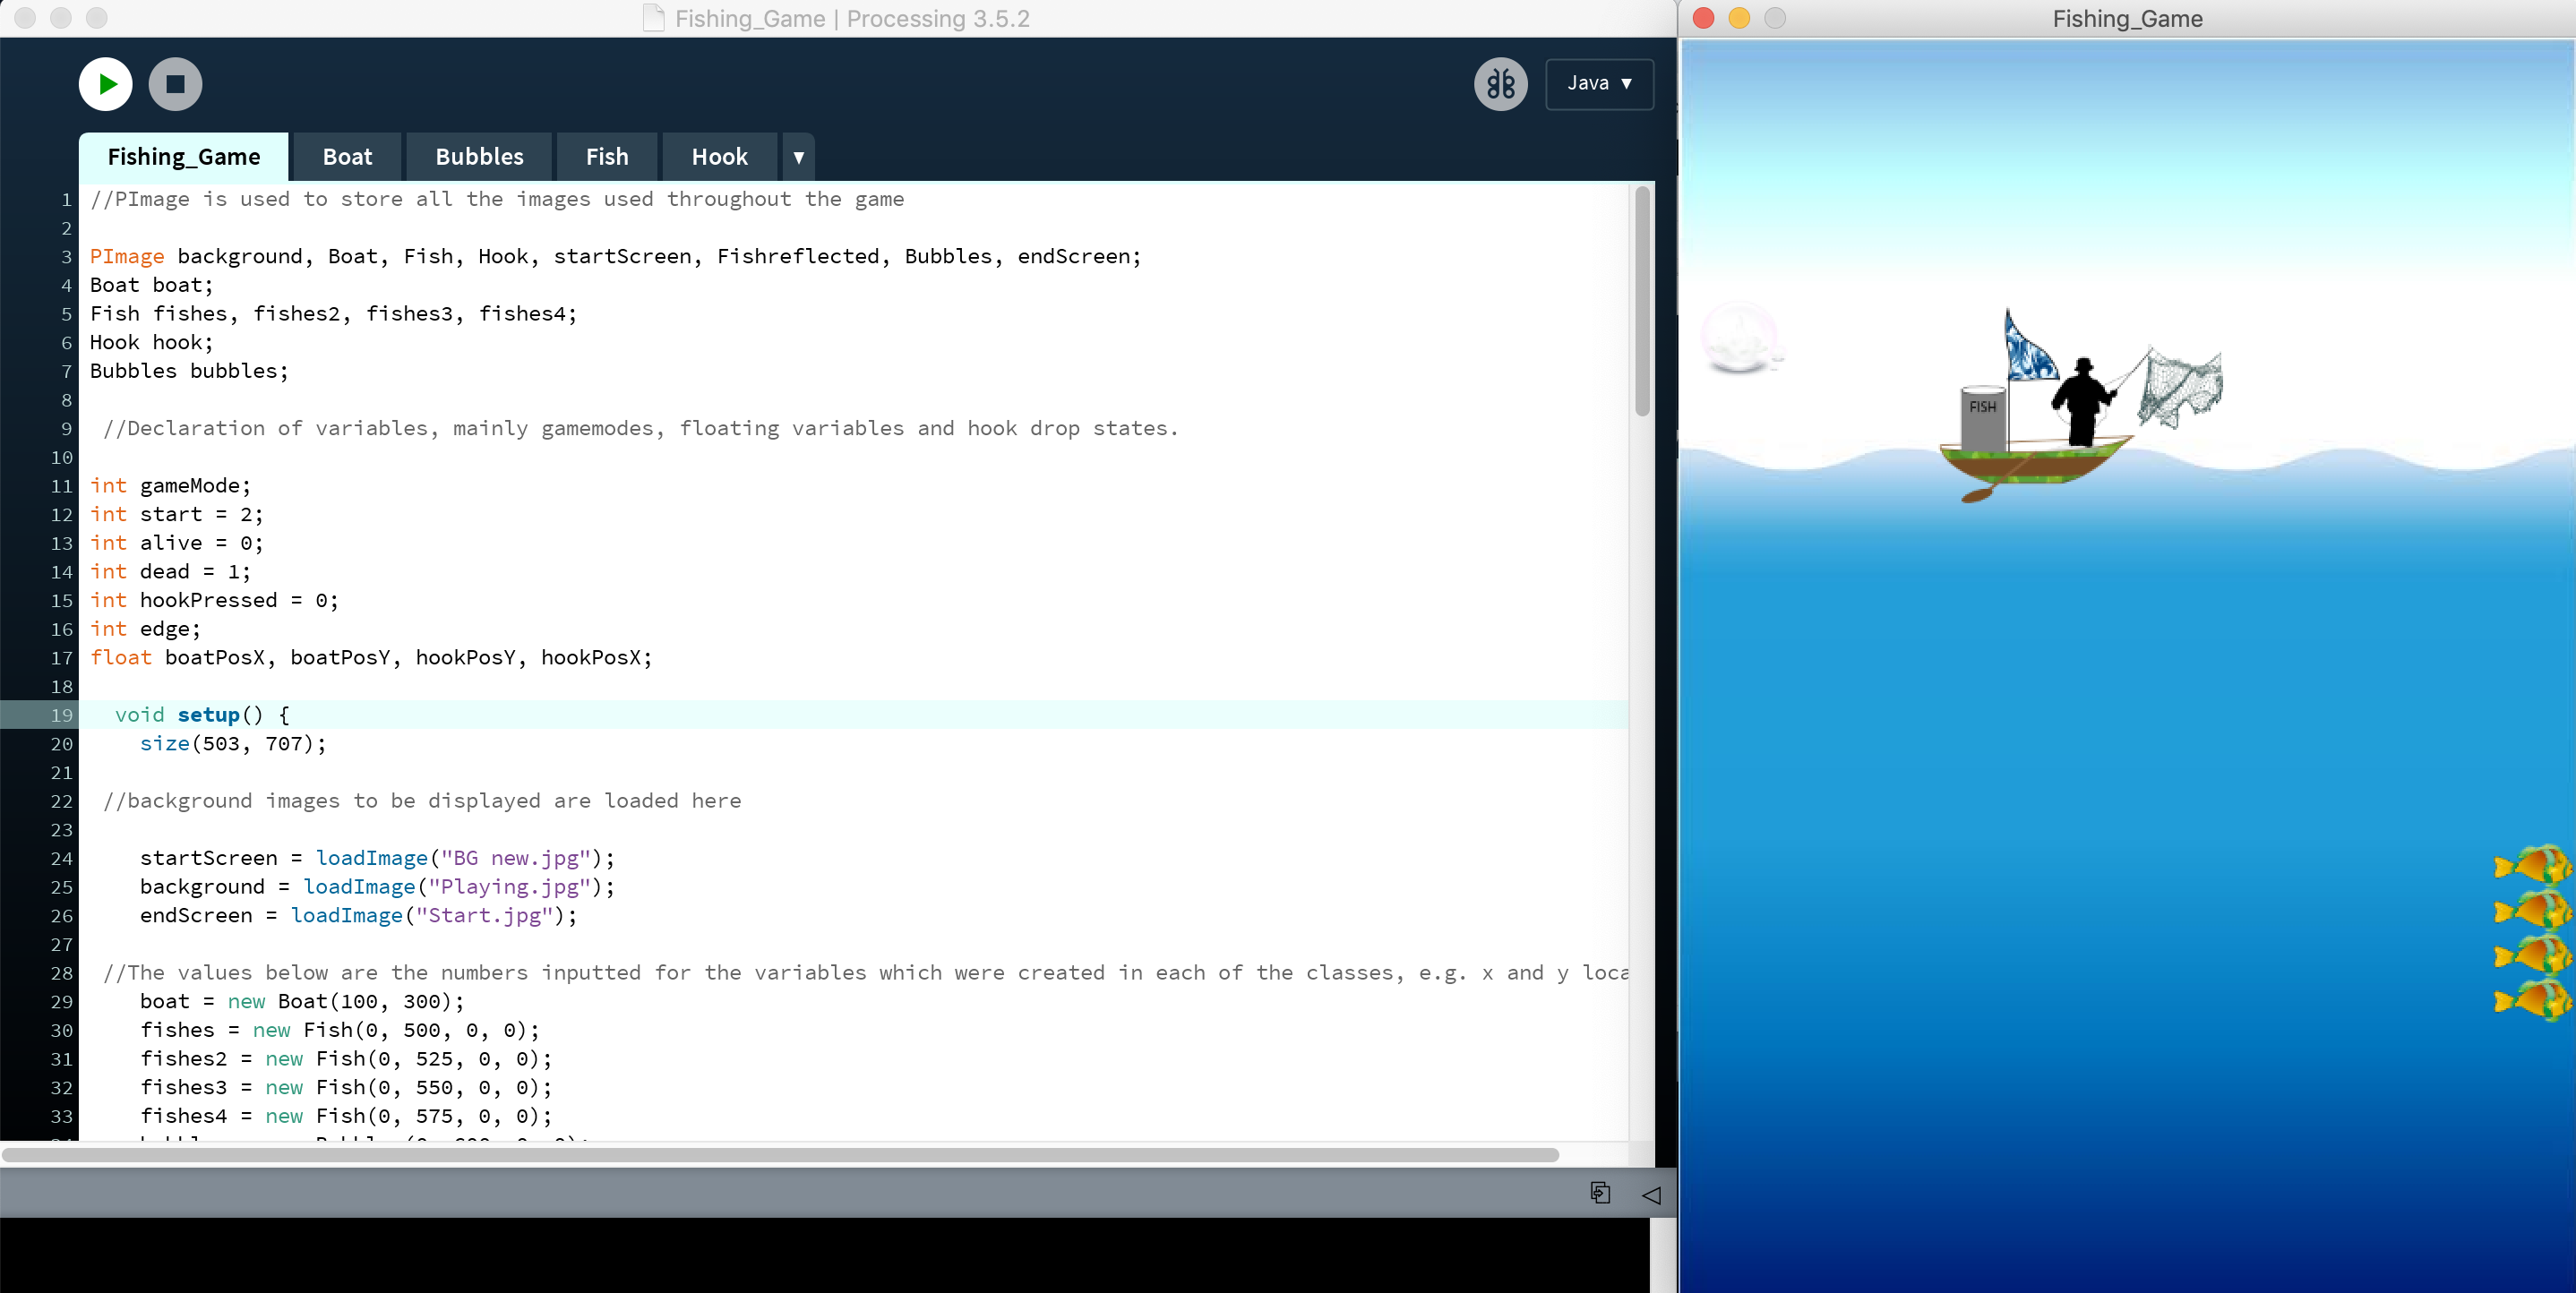 Fishing_Game | Processing 3.5.2
Java ▼
Fishing_Game Boat Bubbles Fish Hook ▼
1 //PImage is used to store all the images used throughout the game
2
3 PImage background, Boat, Fish, Hook, startScreen, Fishreflected, Bubbles, endScreen;
4 Boat boat;
5 Fish fishes, fishes2, fishes3, fishes4;
6 Hook hook;
7 Bubbles bubbles;
8
9 //Declaration of variables, mainly gamemodes, floating variables and hook drop states.
10
11 int gameMode;
12 int start = 2;
13 int alive = 0;
14 int dead = 1;
15 int hookPressed = 0;
16 int edge;
17 float boatPosX, boatPosY, hookPosY, hookPosX;
18
19 void setup() {
20 size(503, 707);
21
22 //background images to be displayed are loaded here
23
24 startScreen = loadImage("BG new.jpg");
25 background = loadImage("Playing.jpg");
26 endScreen = loadImage("Start.jpg");
27
28 //The values below are the numbers inputted for the variables which were created in each of the classes, e.g. x and y loca
29 boat = new Boat(100, 300);
30 fishes = new Fish(0, 500, 0, 0);
31 fishes2 = new Fish(0, 525, 0, 0);
32 fishes3 = new Fish(0, 550, 0, 0);
33 fishes4 = new Fish(0, 575, 0, 0);
Fishing_Game
FISH